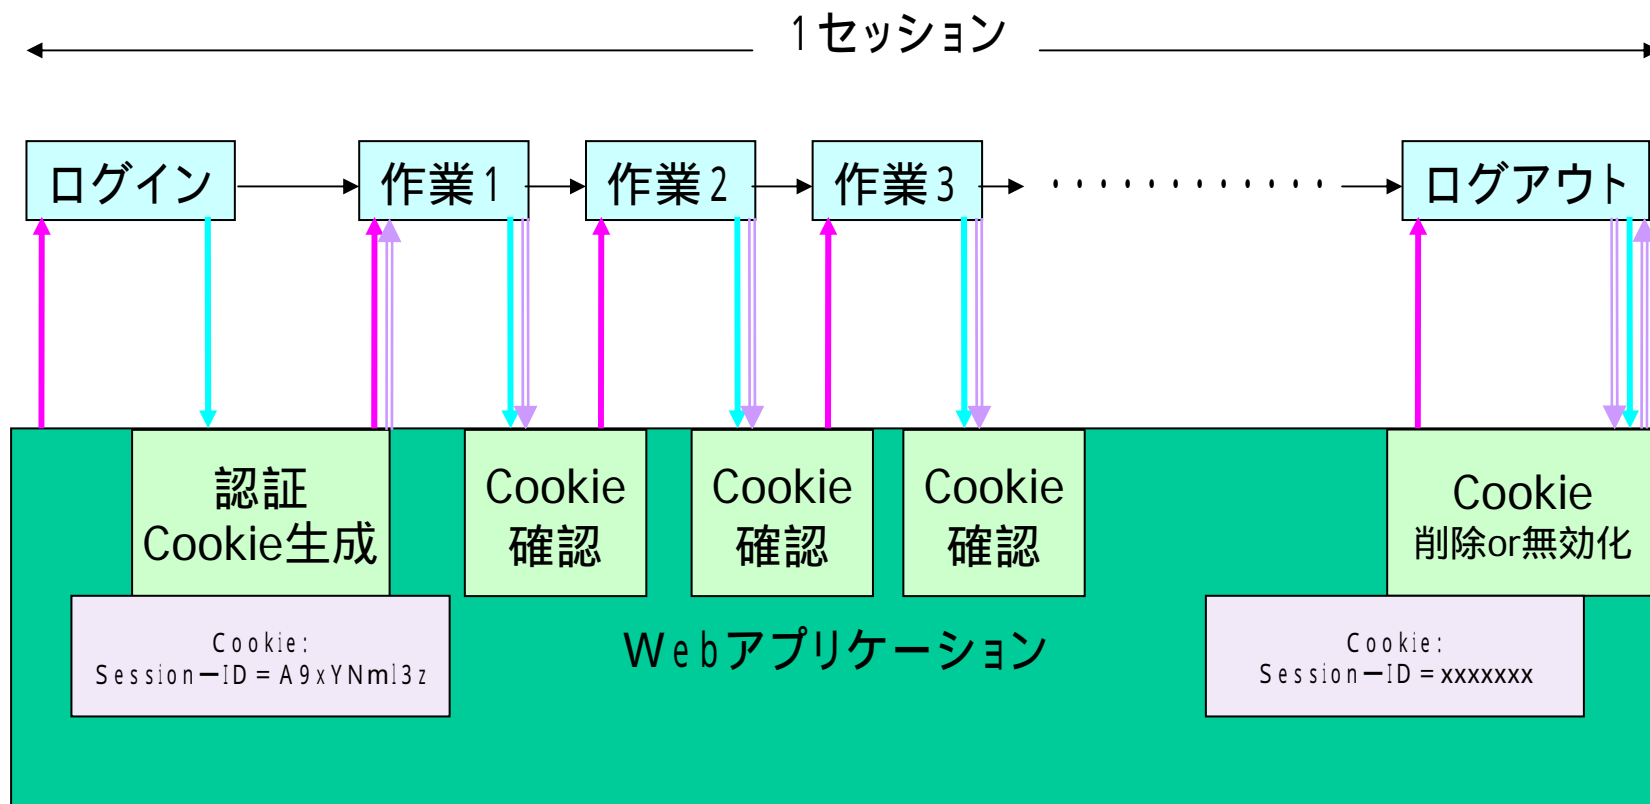 1セッション
ログイン
作業1
作業2
作業3
・・・・・・・・・・・・
ログアウト
認証
Cookie生成
Cookie
確認
Cookie
確認
Cookie
確認
Cookie
削除or無効化
Cookie:
Session－ID=A9xYNml3z
Webアプリケーション
Cookie:
Session－ID=xxxxxxx